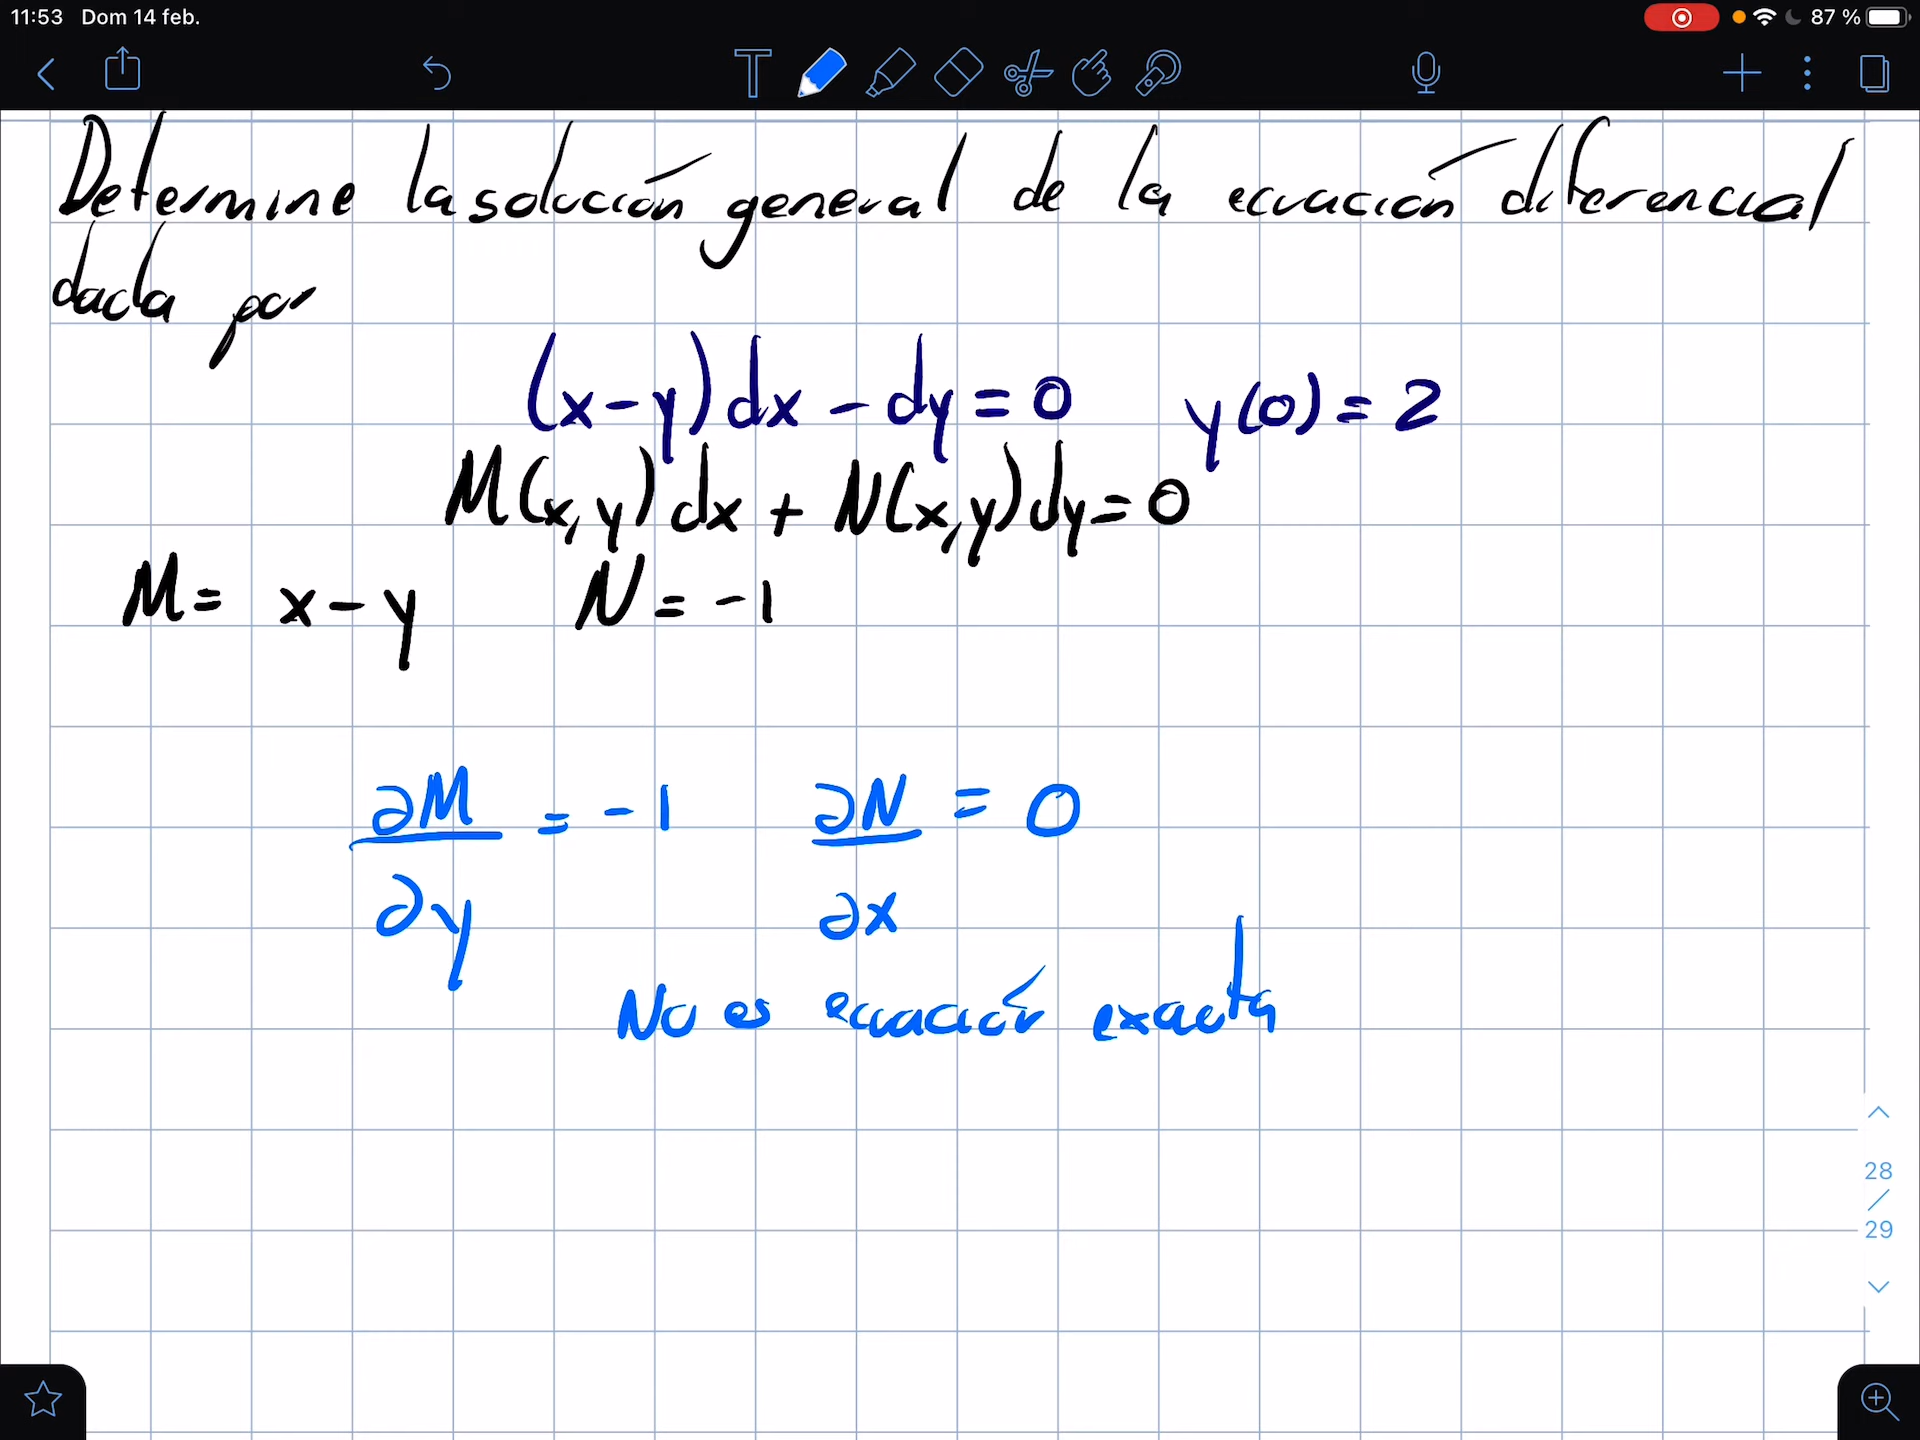 11:53 Dom 14 feb. 87 %
T
Determine la solución general de la ecuación diferencial
dada por
(x-y)dx - dy = 0 y(0) = 2
M(x,y)dx + N(x,y)dy = 0
M = x-y N = -1
∂M/∂y = -1 ∂N/∂x = 0
No es ecuación exacta
28
/
29